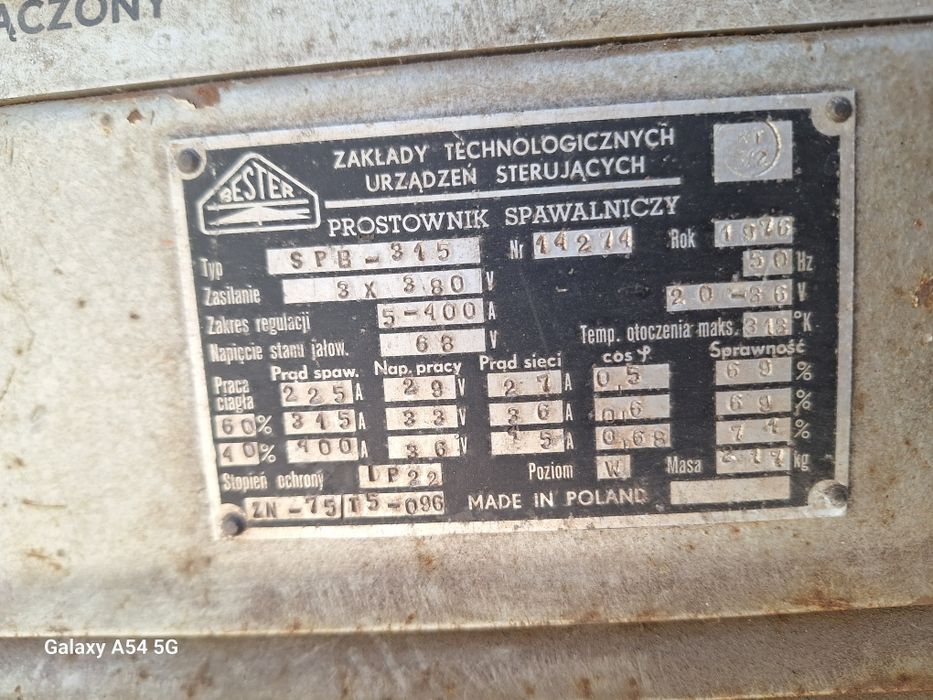 ĄCZONY
BESTER
ZAKŁADY TECHNOLOGICZNYCH
URZĄDZEŃ STERUJĄCYCH
PROSTOWNIK SPAWALNICZY
Typ SPB-315 Nr 14274 Rok 1976
Zasilanie 3X380 V 50 Hz
Zakres regulacji 5-400 A 20-36 V
Napięcie stanu jałow. 68 V Temp. otoczenia maks. 313 °K
Prąd spaw. Nap. pracy Prąd sieci cos φ Sprawność
Praca ciągła 225 A 29 V 27 A 0,5 69 %
60% 315 A 33 V 36 A 0,6 69 %
40% 400 A 36 V 45 A 0,68 71 %
Stopień ochrony IP22 Poziom W Masa kg
ZN-75/T5-096 MADE IN POLAND
Galaxy A54 5G